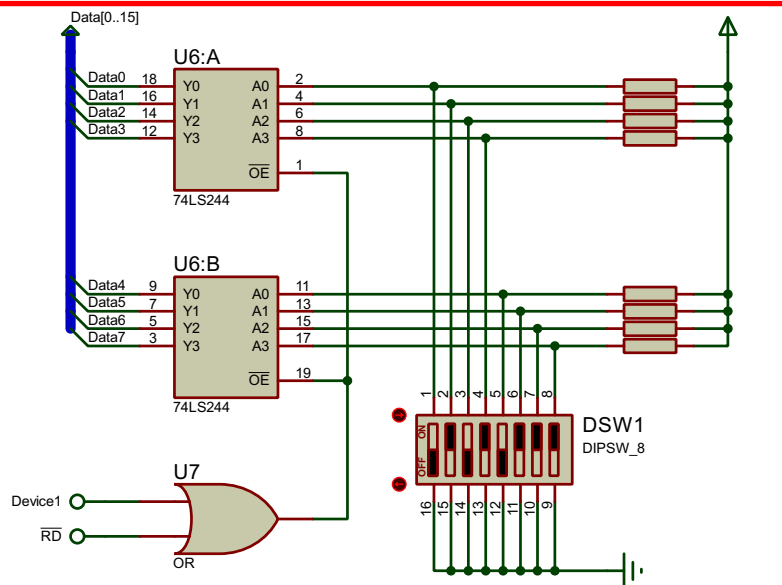 Data[0..15]
U6:A
Data0 18 Y0 A0 2
Data1 16 Y1 A1 4
Data2 14 Y2 A2 6
Data3 12 Y3 A3 8
OE 1
74LS244
U6:B
Data4 9 Y0 A0 11
Data5 7 Y1 A1 13
Data6 5 Y2 A2 15
Data7 3 Y3 A3 17
OE 19
74LS244
1 2 3 4 5 6 7 8
ON
OFF
DSW1
DIPSW_8
16 15 14 13 12 11 10 9
U7
Device1
RD
OR